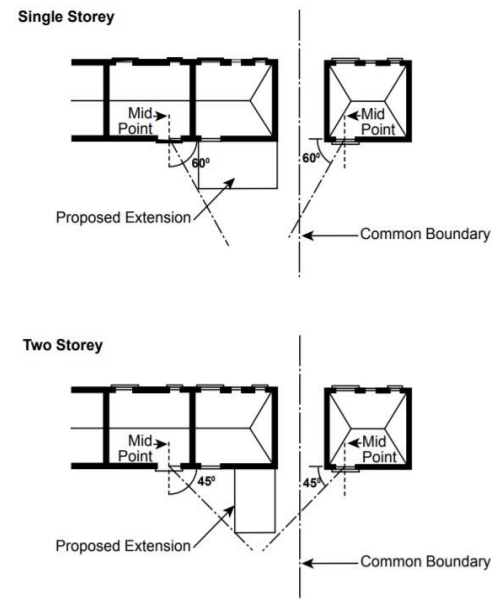 Single Storey
Mid
Point
Mid
Point
60⁰
60⁰
Proposed Extension
Common Boundary
Two Storey
Mid
Point
Mid
Point
45⁰
45⁰
Proposed Extension
Common Boundary